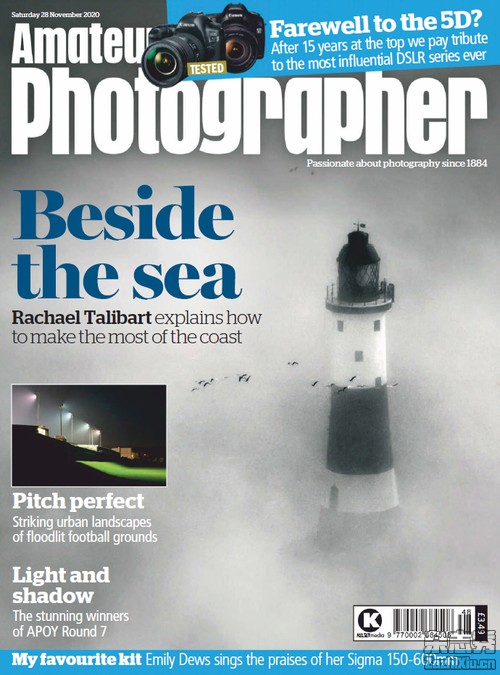 Saturday 28 November 2020
Amateur
Photographer
TESTED
Farewell to the 5D?
After 15 years at the top we pay tribute
to the most influential DSLR series ever
Passionate about photography since 1884
Beside
the sea
Rachael Talibart explains how
to make the most of the coast
Pitch perfect
Striking urban landscapes
of floodlit football grounds
Light and
shadow
The stunning winners
of APOY Round 7
K
KELSEYmedia
48
£3.49
My favourite kit Emily Dews sings the praises of her Sigma 150-600mm